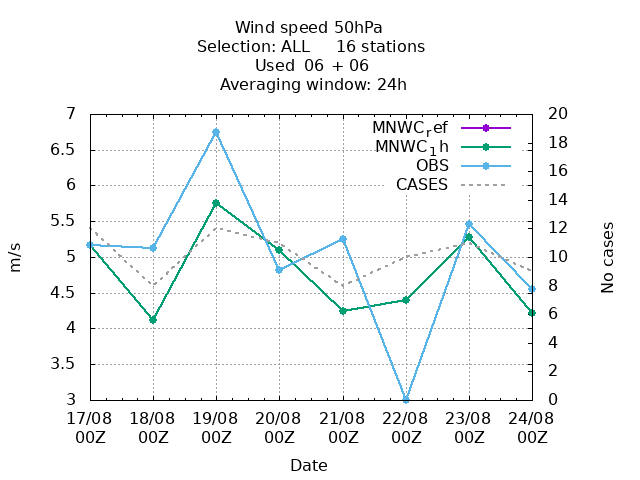 Wind speed 50hPa
Selection: ALL 16 stations
Used 06 + 06
Averaging window: 24h
MNWCref
MNWC1h
OBS
CASES
7
6.5
6
5.5
5
4.5
4
3.5
3
20
18
16
14
12
10
8
6
4
2
0
m/s
No cases
17/08 18/08 19/08 20/08 21/08 22/08 23/08 24/08
00Z 00Z 00Z 00Z 00Z 00Z 00Z 00Z
Date